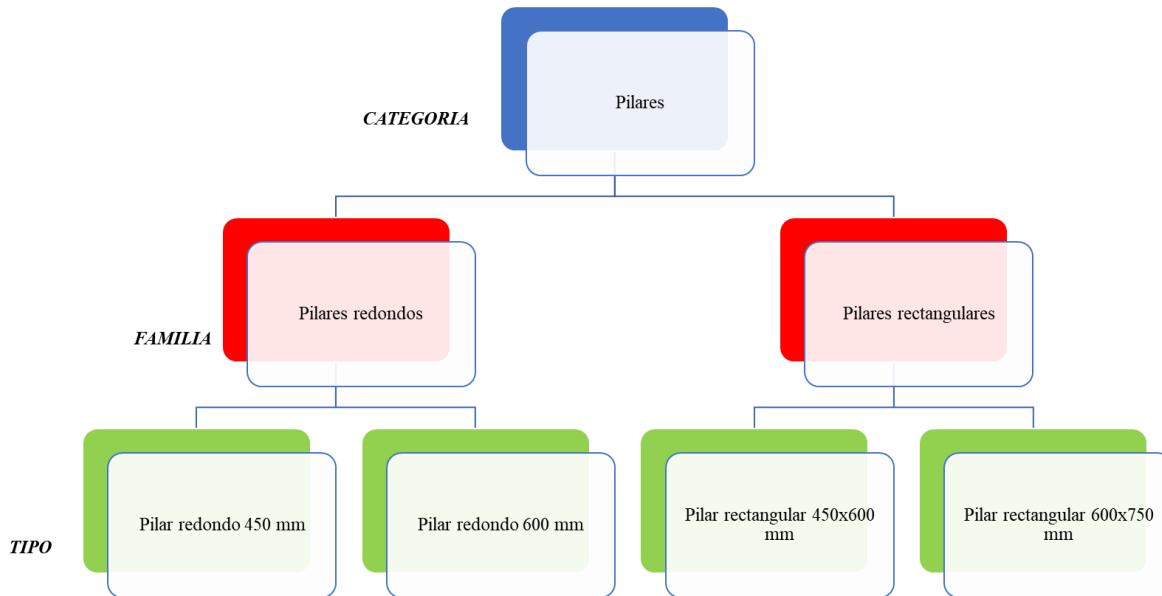 Pilares
CATEGORIA
Pilares redondos
Pilares rectangulares
FAMILIA
Pilar redondo 450 mm
Pilar redondo 600 mm
Pilar rectangular 450x600
mm
Pilar rectangular 600x750
mm
TIPO